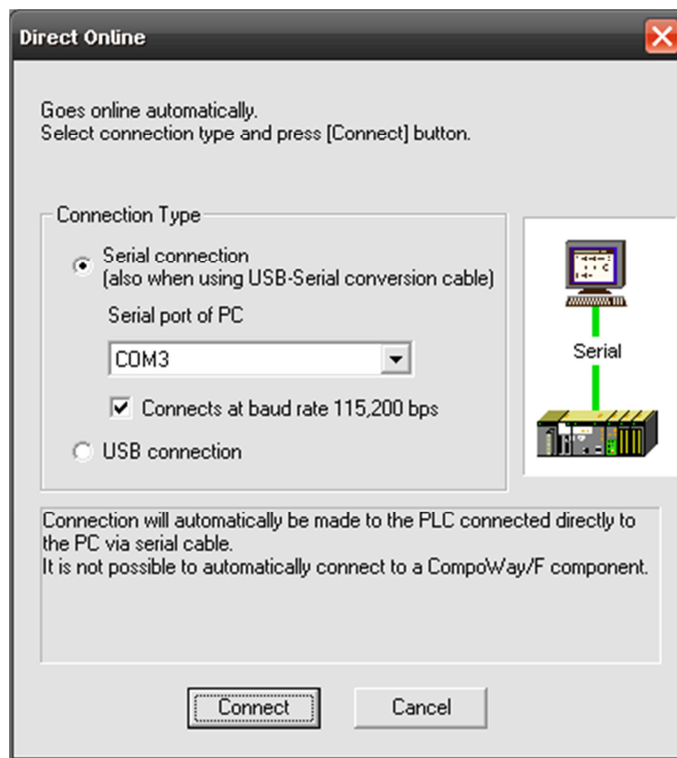 Direct Online
Goes online automatically.
Select connection type and press [Connect] button.
Connection Type
Serial connection
(also when using USB-Serial conversion cable)
Serial port of PC
COM3
Connects at baud rate 115,200 bps
USB connection
Serial
Connection will automatically be made to the PLC connected directly to
the PC via serial cable.
It is not possible to automatically connect to a CompoWay/F component.
Connect
Cancel